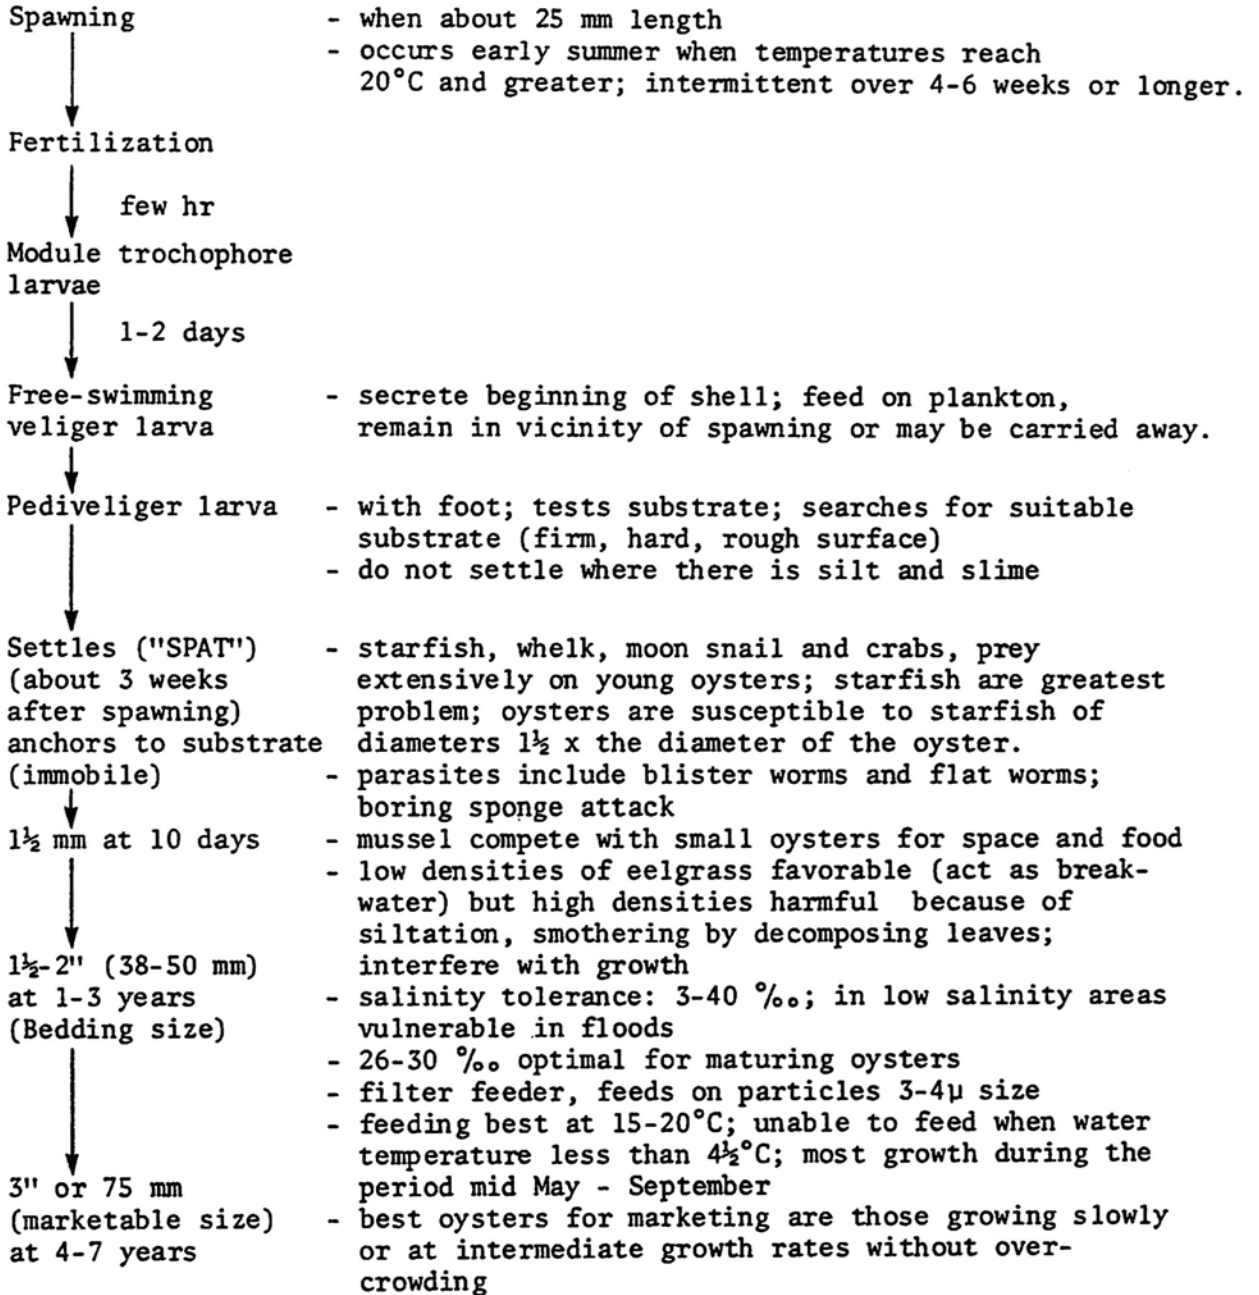 Spawning - when about 25 mm length
- occurs early summer when temperatures reach
20°C and greater; intermittent over 4-6 weeks or longer.
Fertilization
few hr
Module trochophore
larvae
1-2 days
Free-swimming - secrete beginning of shell; feed on plankton,
veliger larva remain in vicinity of spawning or may be carried away.
Pediveliger larva - with foot; tests substrate; searches for suitable
substrate (firm, hard, rough surface)
- do not settle where there is silt and slime
Settles ("SPAT") - starfish, whelk, moon snail and crabs, prey
(about 3 weeks extensively on young oysters; starfish are greatest
after spawning) problem; oysters are susceptible to starfish of
anchors to substrate diameters 1½ x the diameter of the oyster.
(immobile) - parasites include blister worms and flat worms;
boring sponge attack
1½ mm at 10 days - mussel compete with small oysters for space and food
- low densities of eelgrass favorable (act as break-
water) but high densities harmful because of
siltation, smothering by decomposing leaves;
1½-2" (38-50 mm) interfere with growth
at 1-3 years - salinity tolerance: 3-40 ‰; in low salinity areas
(Bedding size) vulnerable in floods
- 26-30 ‰ optimal for maturing oysters
- filter feeder, feeds on particles 3-4μ size
- feeding best at 15-20°C; unable to feed when water
temperature less than 4½°C; most growth during the
3" or 75 mm period mid May - September
(marketable size) - best oysters for marketing are those growing slowly
at 4-7 years or at intermediate growth rates without over-
crowding